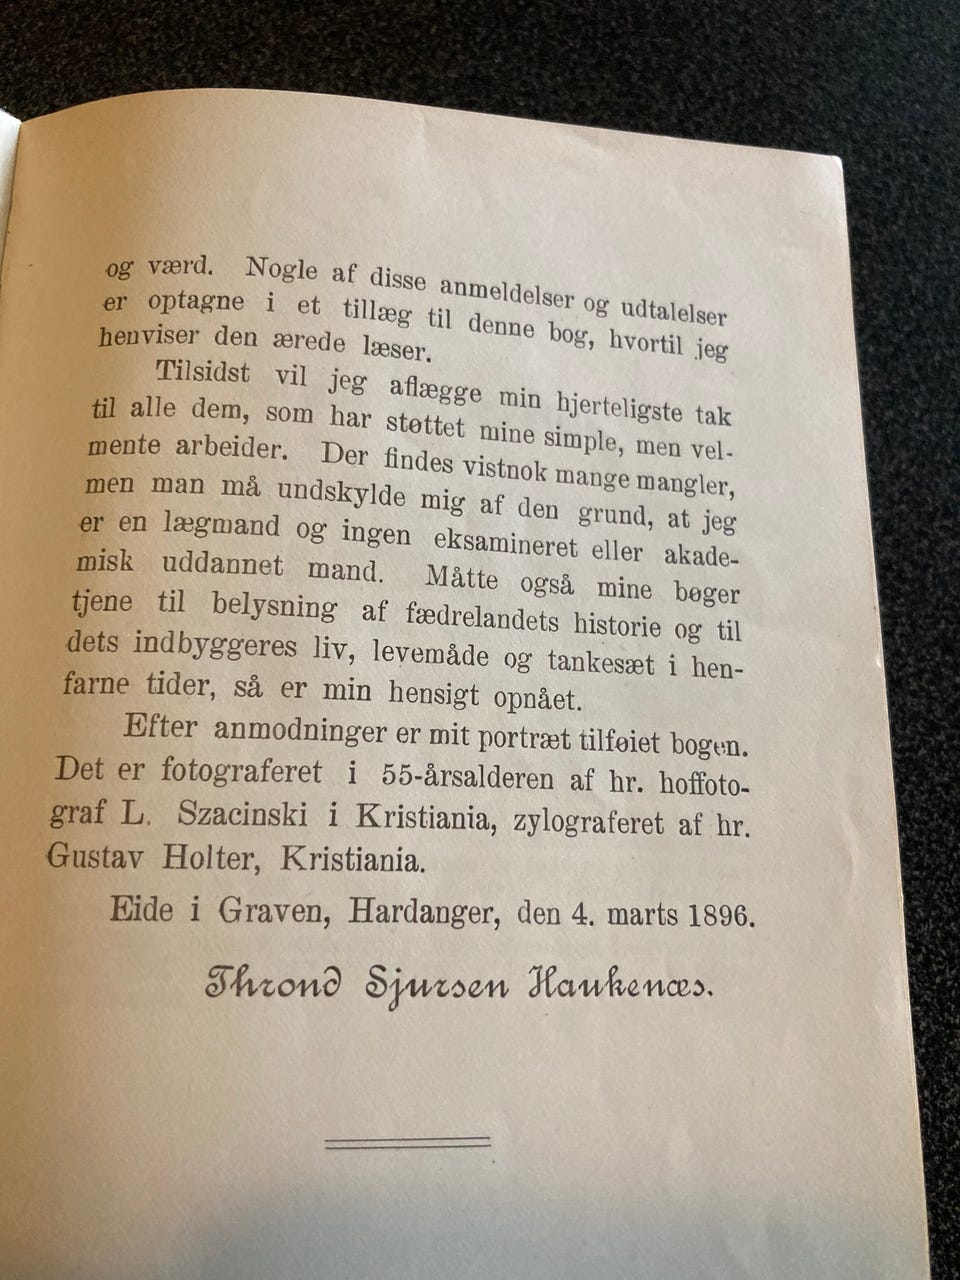 og værd. Nogle af disse anmeldelser og udtalelser
er optagne i et tillæg til denne bog, hvortil jeg
henviser den ærede læser.
Tilsidst vil jeg aflægge min hjerteligste tak
til alle dem, som har støttet mine simple, men vel-
mente arbeider. Der findes vistnok mange mangler,
men man må undskylde mig af den grund, at jeg
er en lægmand og ingen eksamineret eller akade-
misk uddannet mand. Måtte også mine bøger
tjene til belysning af fædrelandets historie og til
dets indbyggeres liv, levemåde og tankesæt i hen-
farne tider, så er min hensigt opnået.
Efter anmodninger er mit portræt tilføiet bogen.
Det er fotograferet i 55-årsalderen af hr. hoffoto-
graf L. Szacinski i Kristiania, zylograferet af hr.
Gustav Holter, Kristiania.
Eide i Graven, Hardanger, den 4. marts 1896.
Thrond Sjursen Haukenæs.